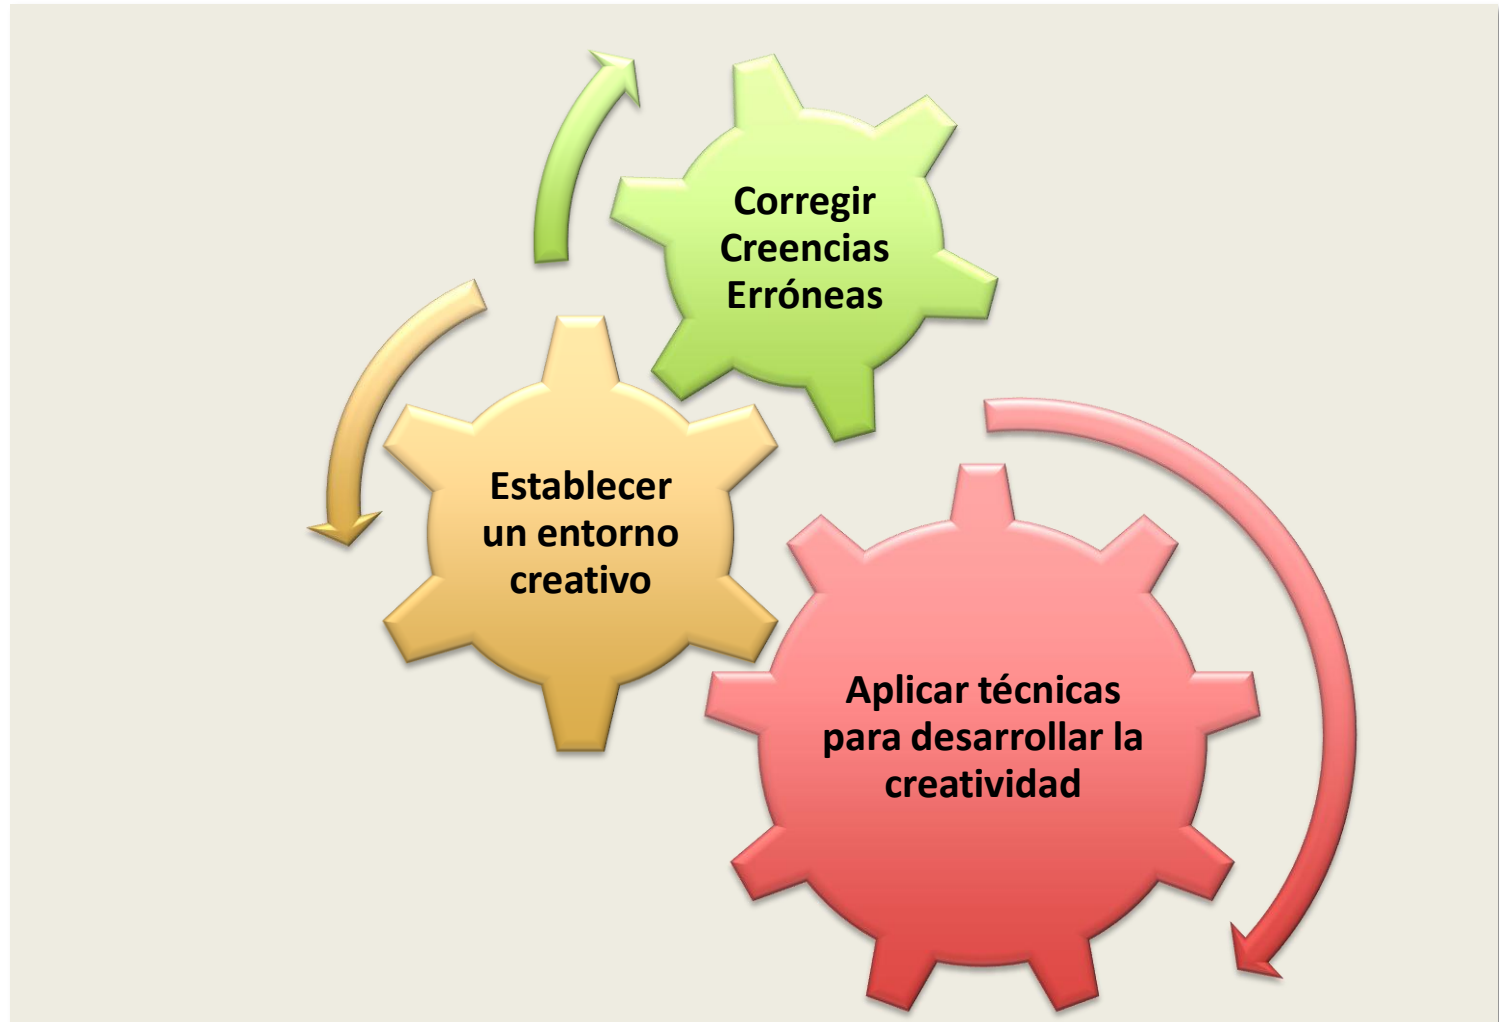 Corregir
Creencias
Erróneas
Establecer
un entorno
creativo
Aplicar técnicas
para desarrollar la
creatividad